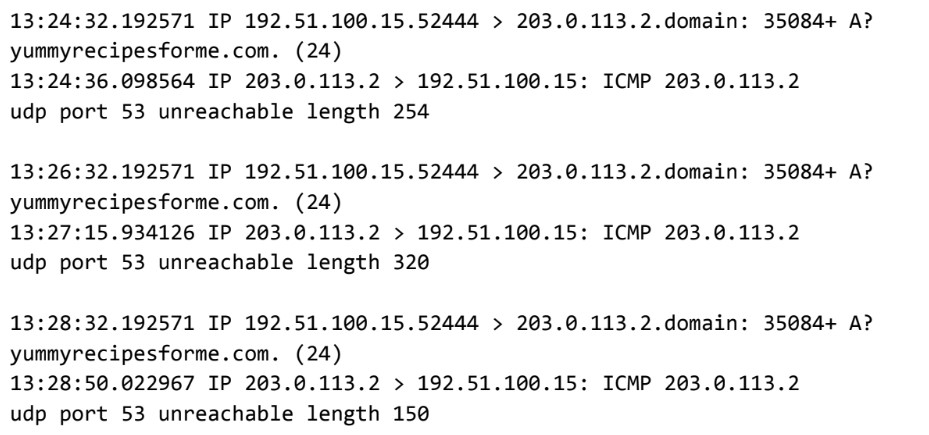 13:24:32.192571 IP 192.51.100.15.52444 > 203.0.113.2.domain: 35084+ A?
yummyrecipesforme.com. (24)
13:24:36.098564 IP 203.0.113.2 > 192.51.100.15: ICMP 203.0.113.2
udp port 53 unreachable length 254
13:26:32.192571 IP 192.51.100.15.52444 > 203.0.113.2.domain: 35084+ A?
yummyrecipesforme.com. (24)
13:27:15.934126 IP 203.0.113.2 > 192.51.100.15: ICMP 203.0.113.2
udp port 53 unreachable length 320
13:28:32.192571 IP 192.51.100.15.52444 > 203.0.113.2.domain: 35084+ A?
yummyrecipesforme.com. (24)
13:28:50.022967 IP 203.0.113.2 > 192.51.100.15: ICMP 203.0.113.2
udp port 53 unreachable length 150